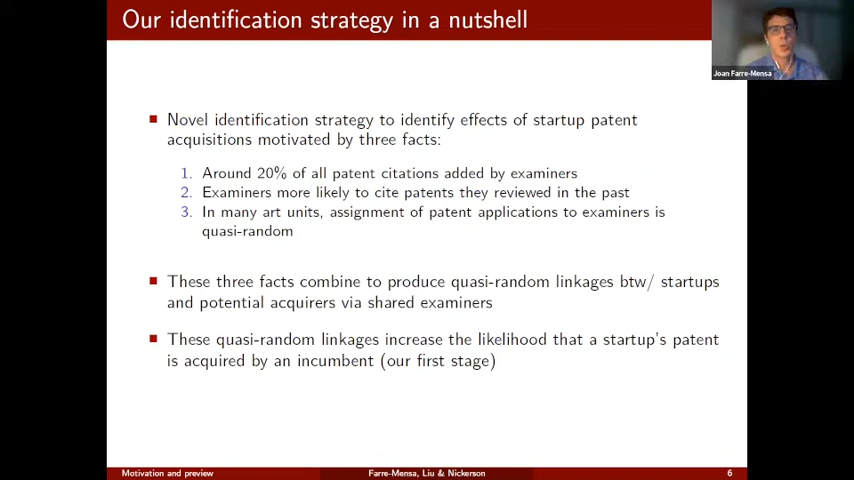 Our identification strategy in a nutshell
Joan Farre-Mensa
■ Novel identification strategy to identify effects of startup patent
acquisitions motivated by three facts:
1. Around 20% of all patent citations added by examiners
2. Examiners more likely to cite patents they reviewed in the past
3. In many art units, assignment of patent applications to examiners is
quasi-random
■ These three facts combine to produce quasi-random linkages btw/ startups
and potential acquirers via shared examiners
■ These quasi-random linkages increase the likelihood that a startup's patent
is acquired by an incumbent (our first stage)
Motivation and preview Farre-Mensa, Liu & Nickerson 6